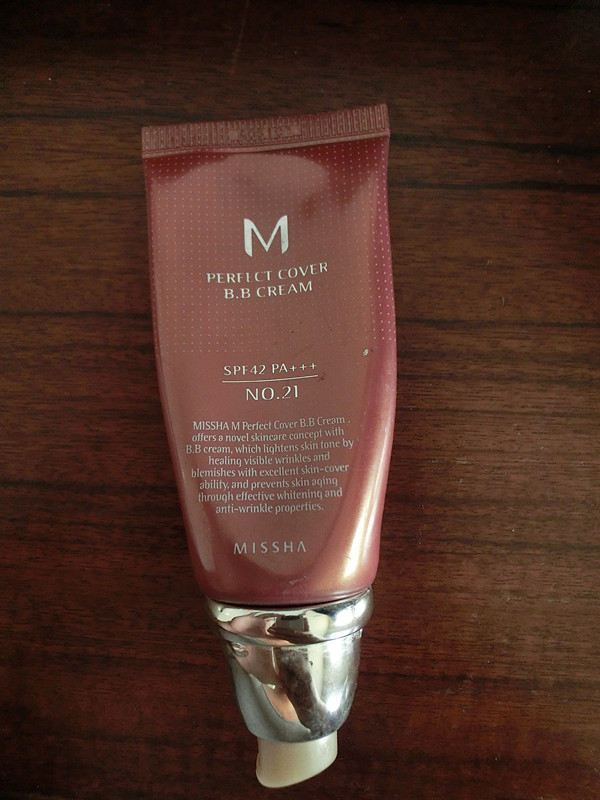 M
PERFECT COVER
B.B CREAM
SPF42 PA+++
NO.21
MISSHA M Perfect Cover B.B Cream ,
offers a novel skincare concept with
B.B cream, which lightens skin tone by
healing visible wrinkles and
blemishes with excellent skin-cover
ability, and prevents skin aging
through effective whitening and
anti-wrinkle properties.
MISSHA